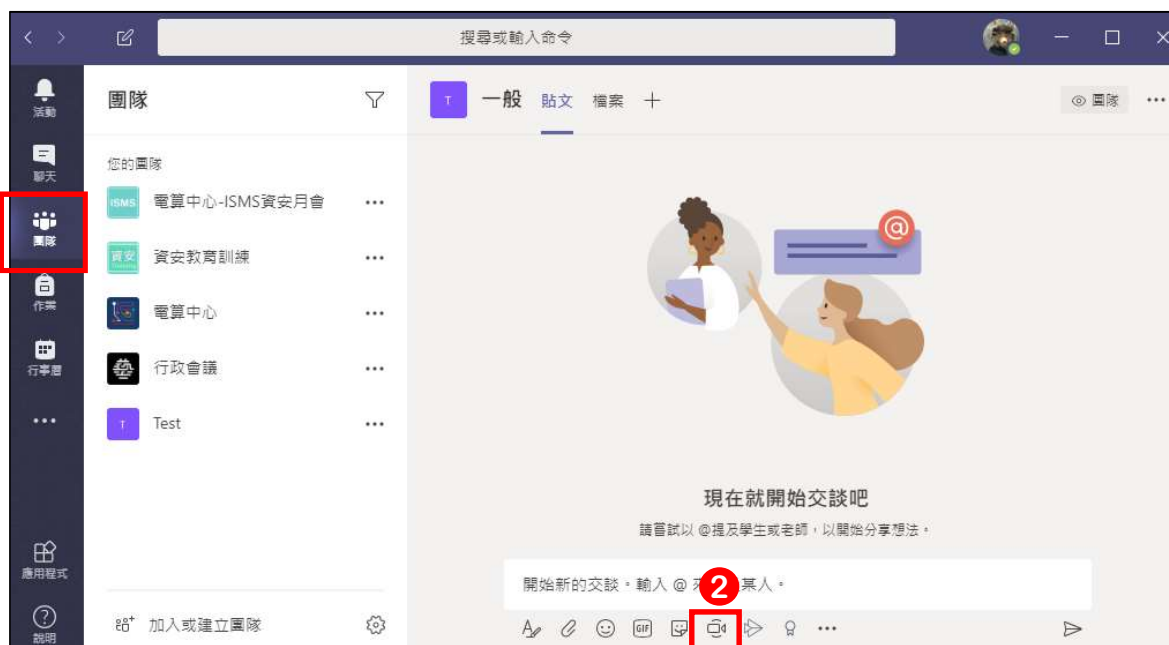 搜尋或輸入命令
活動
聊天
團隊
作業
行事曆
應用程式
說明
團隊
您的團隊
ISMS 電算中心-ISMS資安月會
資安 資安教育訓練
電算中心
行政會議
T Test
加入或建立團隊
T 一般 貼文 檔案
團隊
@
現在就開始交談吧
請嘗試以 @提及學生或老師，以開始分享想法。
開始新的交談。輸入 @ 某人。
2
GIF